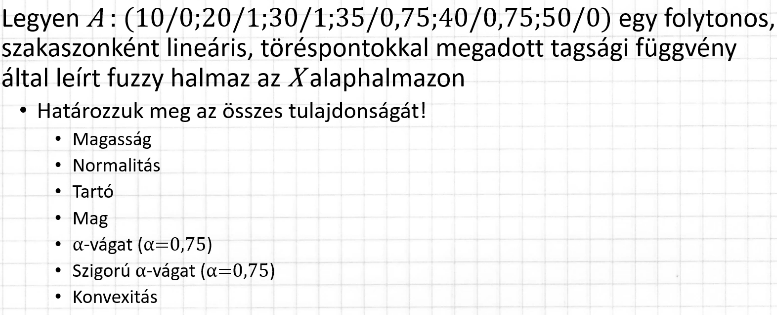 Legyen A : (10/0;20/1;30/1;35/0,75;40/0,75;50/0) egy folytonos,
szakaszonként lineáris, töréspontokkal megadott tagsági függvény
által leírt fuzzy halmaz az X alaphalmazon
• Határozzuk meg az összes tulajdonságát!
• Magasság
• Normalitás
• Tartó
• Mag
• α-vágat (α=0,75)
• Szigorú α-vágat (α=0,75)
• Konvexitás